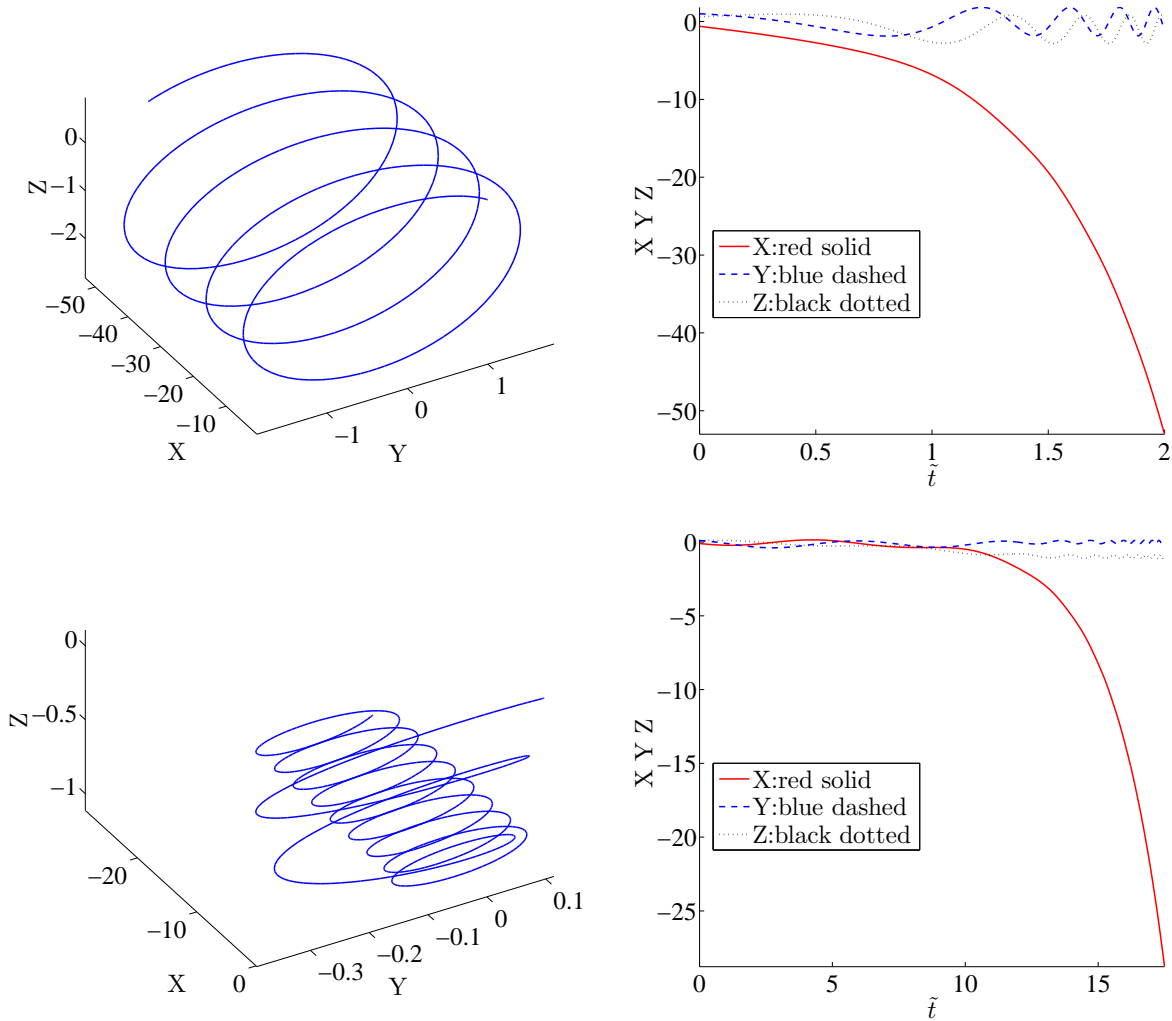 0
−1
−2
Z
−50
−40
−30
−20
−10
X
−1
0
1
Y
0
−10
−20
−30
−40
−50
X Y Z
X:red solid
Y:blue dashed
Z:black dotted
0 0.5 1 1.5 2
t̃
0
−0.5
−1
Z
−20
−10
0
X
−0.3
−0.2
−0.1
0
0.1
Y
0
−5
−10
−15
−20
−25
X Y Z
X:red solid
Y:blue dashed
Z:black dotted
0 5 10 15
t̃